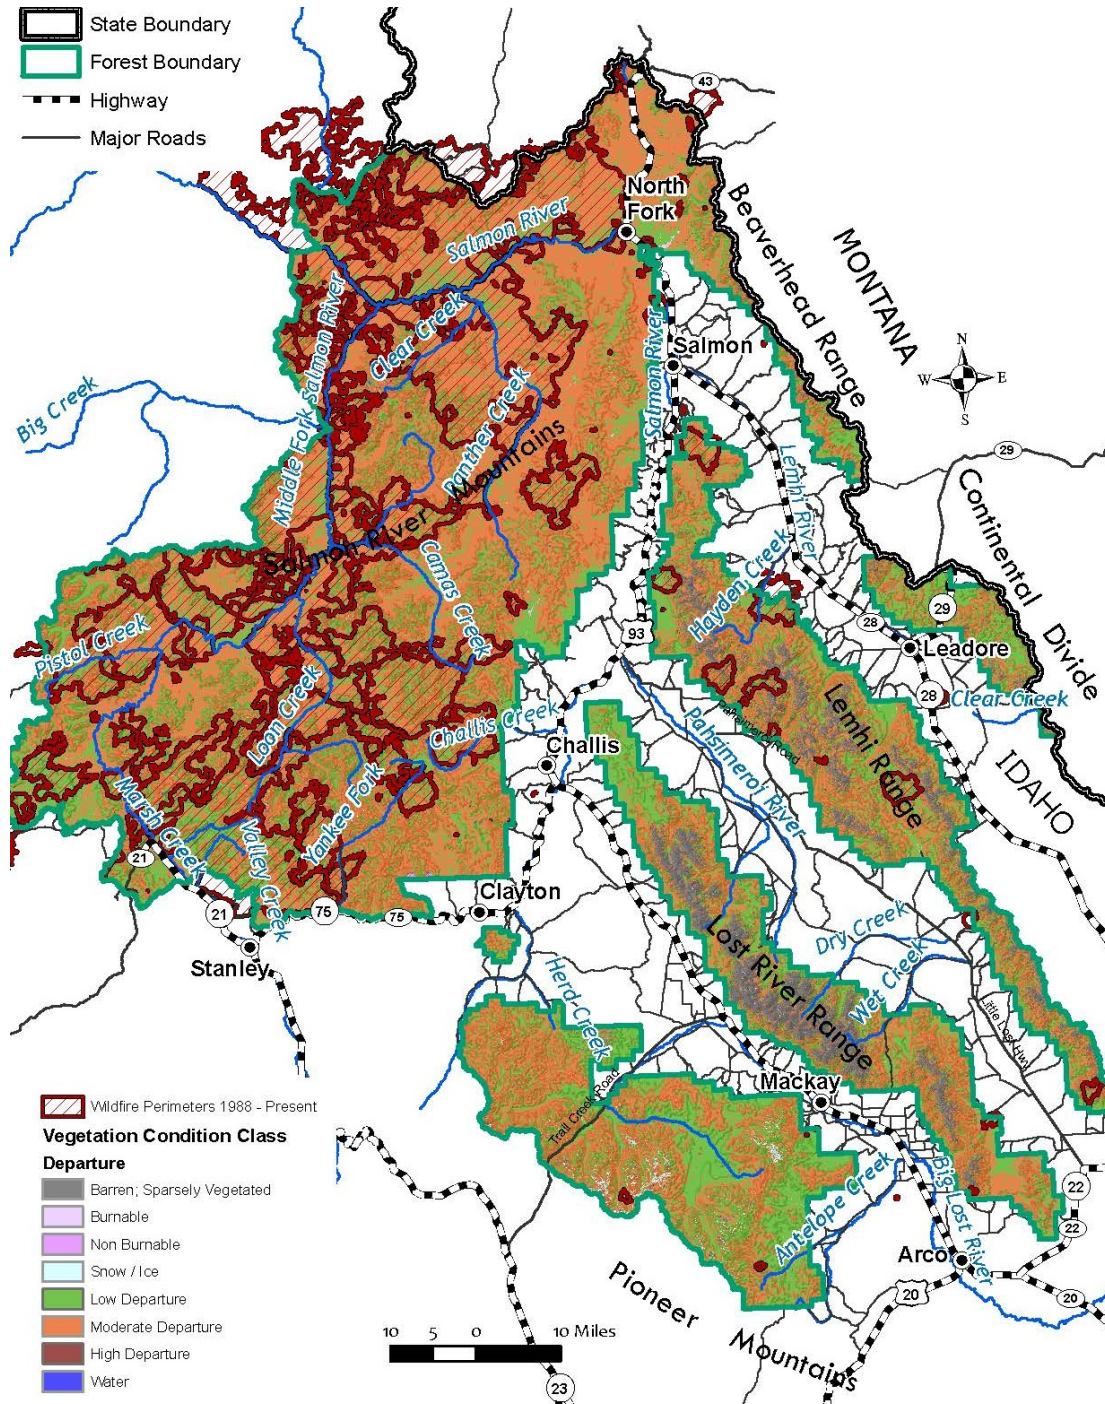 State Boundary
Forest Boundary
Highway
Major Roads
43
North
Fork
Salmon River
Beaverhead Range
MONTANA
N
W E
S
Clear Creek
Middle Fork Salmon River
Salmon River
Salmon
Big Creek
Panther Creek
Salmon River Mountains
Lemhi River
29
Continental Divide
Camas Creek
Hayden Creek
29
28
Leadore
93
Pistol Creek
28
Clear Creek
Loon Creek
Challis Creek
Pahsimeroi River
Pahsimeroi Road
Lemhi Range
IDAHO
Challis
Marsh Creek
Yankee Fork
Valley Creek
21
Clayton
21
75
75
Stanley
Lost River Range
Dry Creek
Wet Creek
Herd Creek
Little Lost Hwy
Mackay
Trail Creek Road
Wildfire Perimeters 1988 - Present
Vegetation Condition Class
Departure
Barren; Sparsely Vegetated
Burnable
Non Burnable
Snow / Ice
Low Departure
Moderate Departure
High Departure
Water
Antelope Creek
Big Lost River
22
22
Arco
20
20
Pioneer Mountains
10 5 0 10 Miles
23